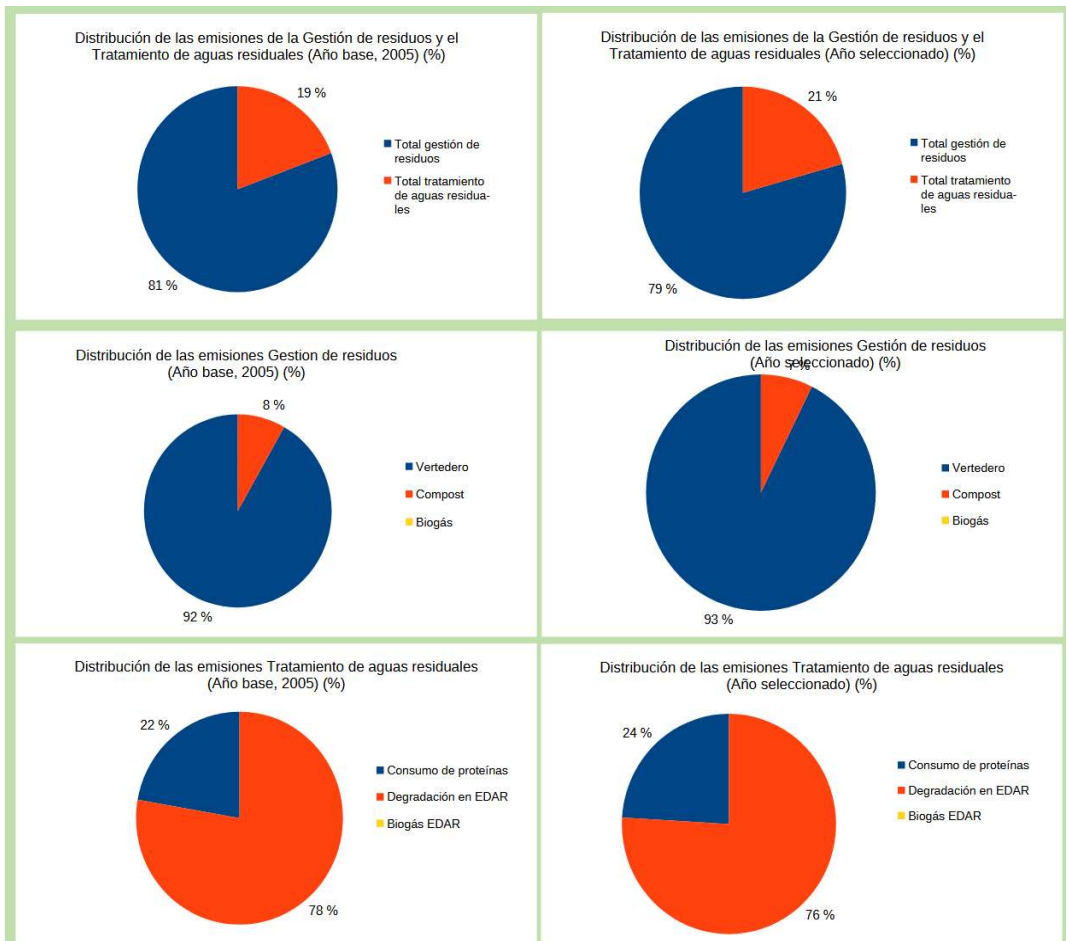 Distribución de las emisiones de la Gestión de residuos y el
Tratamiento de aguas residuales (Año base, 2005) (%)
19 %
Total gestión de
residuos
Total tratamiento
de aguas residua-
les
81 %
Distribución de las emisiones de la Gestión de residuos y el
Tratamiento de aguas residuales (Año seleccionado) (%)
21 %
Total gestión de
residuos
Total tratamiento
de aguas residua-
les
79 %
Distribución de las emisiones Gestion de residuos
(Año base, 2005) (%)
8 %
Vertedero
Compost
Biogás
92 %
Distribución de las emisiones Gestión de residuos
(Año seleccionado) (%)
7 %
Vertedero
Compost
Biogás
93 %
Distribución de las emisiones Tratamiento de aguas residuales
(Año base, 2005) (%)
22 %
Consumo de proteínas
Degradación en EDAR
Biogás EDAR
78 %
Distribución de las emisiones Tratamiento de aguas residuales
(Año seleccionado) (%)
24 %
Consumo de proteínas
Degradación en EDAR
Biogás EDAR
76 %